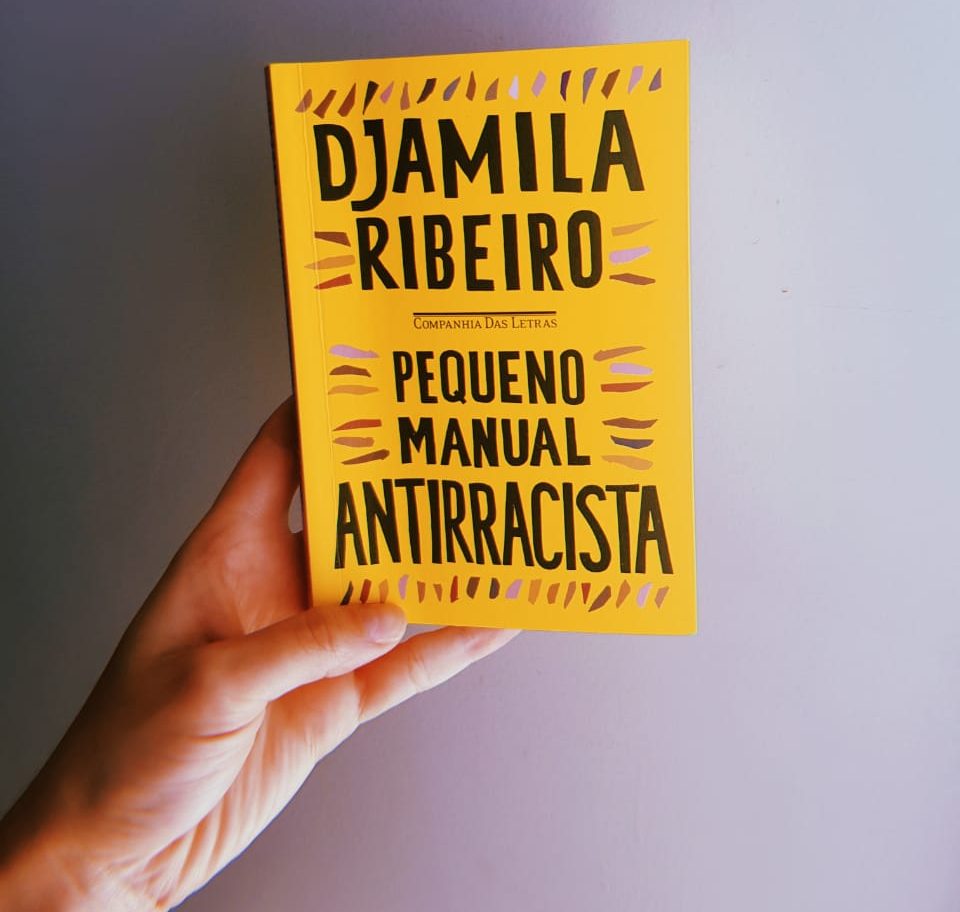 DJAMILA
RIBEIRO
COMPANHIA DAS LETRAS
PEQUENO
MANUAL
ANTIRRACISTA